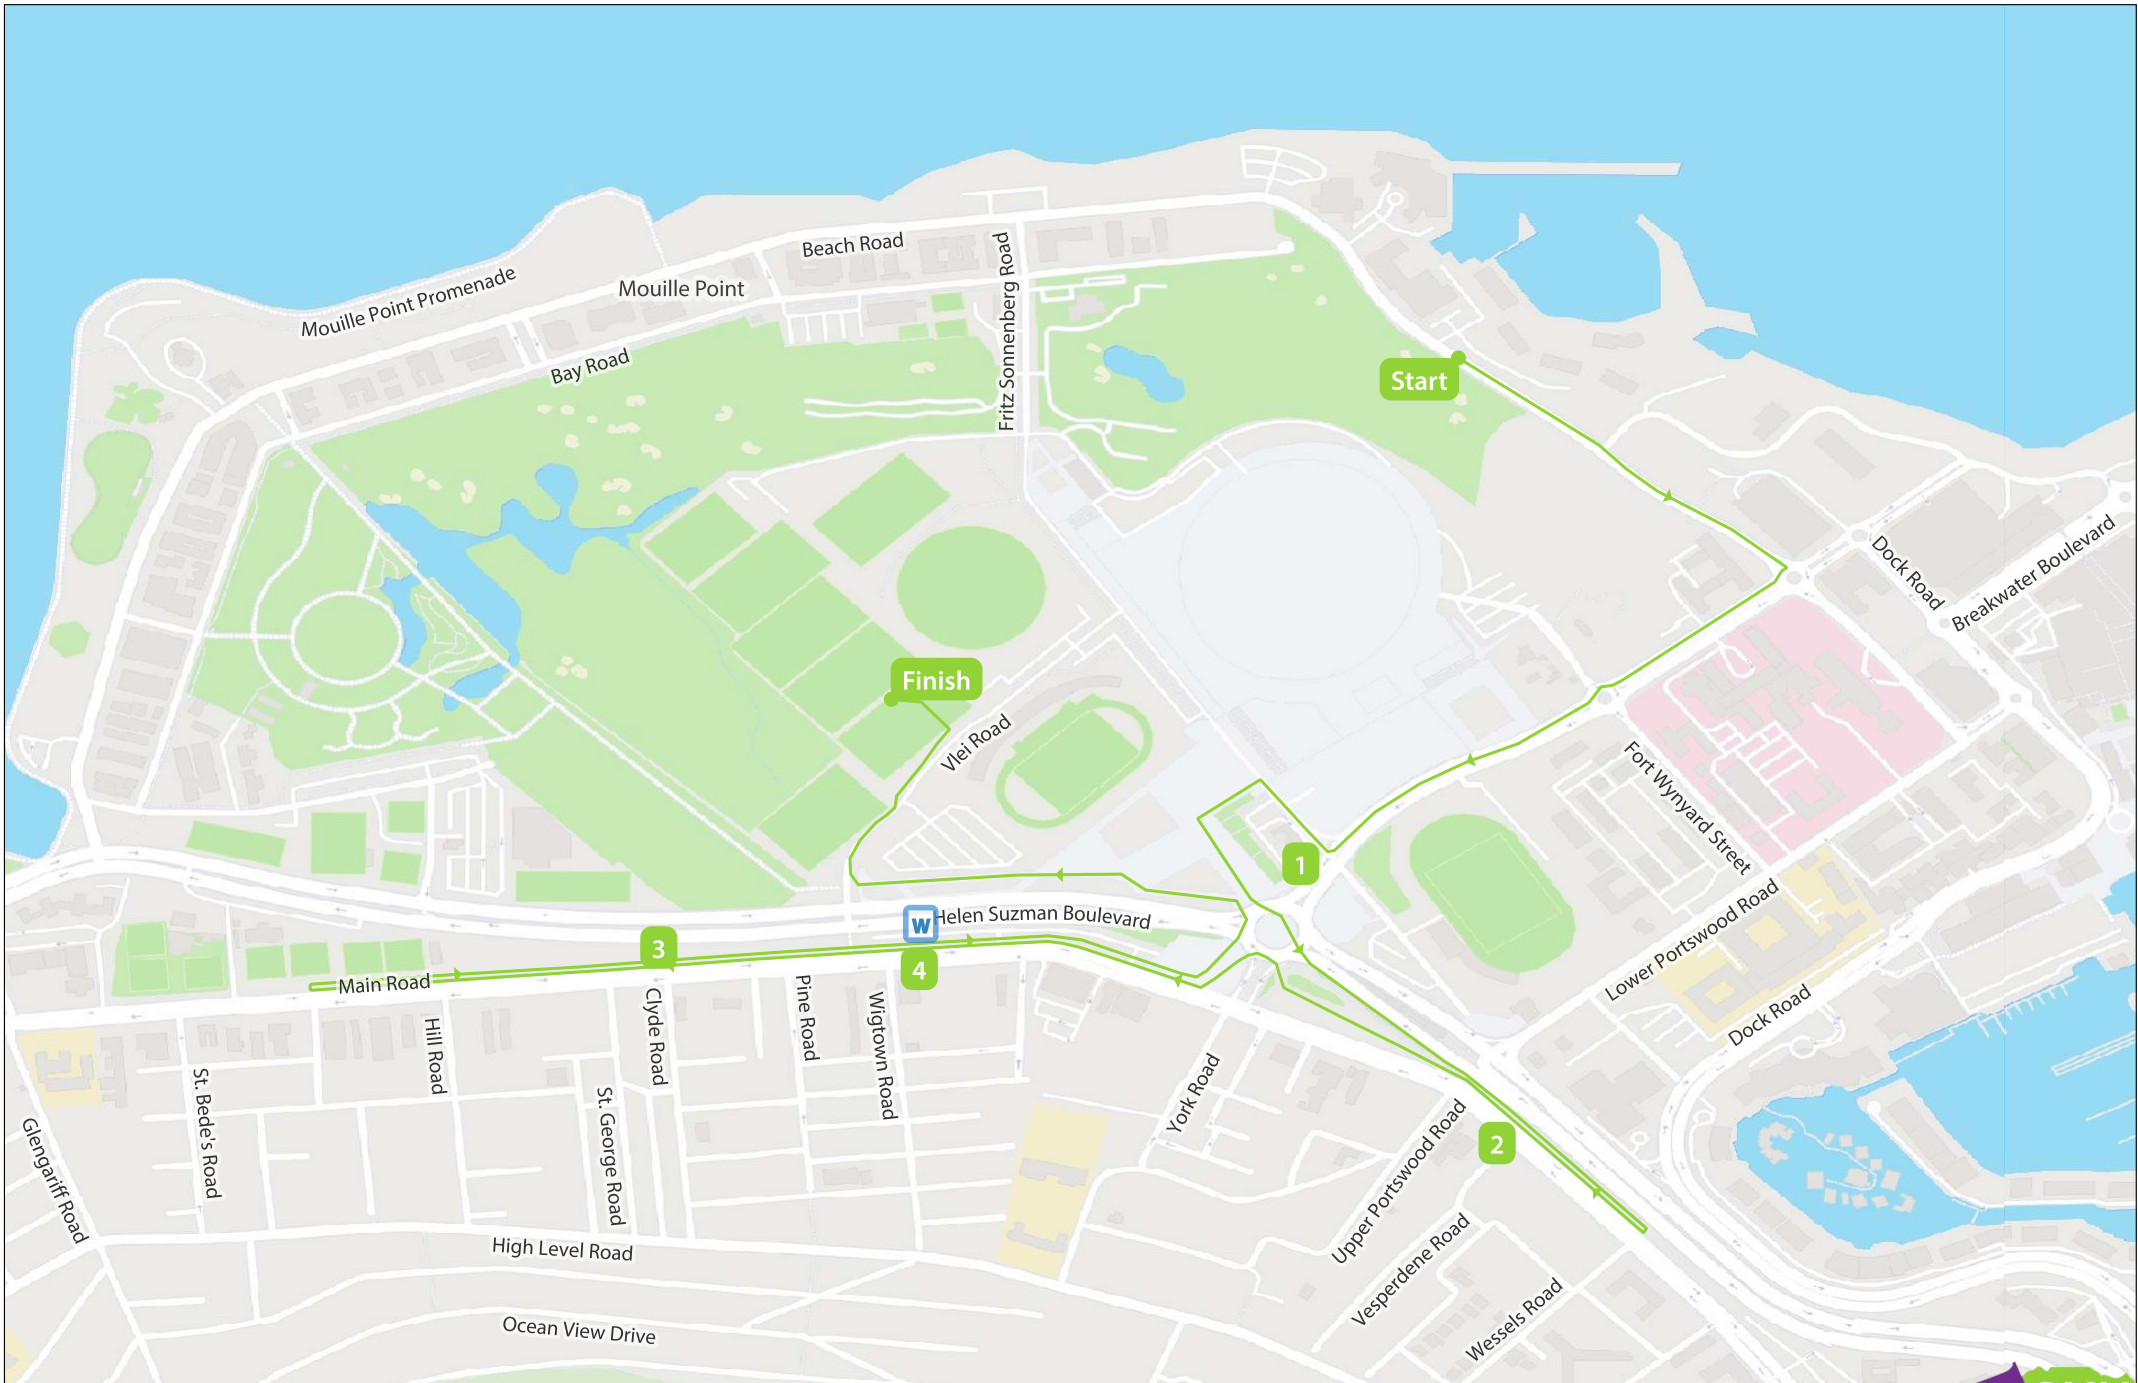 Beach Road
Mouille Point
Mouille Point Promenade
Bay Road
Fritz Sonnenberg Road
Start
Dock Road
Breakwater Boulevard
Finish
Vlei Road
Fort Wynyard Street
1
Lower Portswood Road
W
Helen Suzman Boulevard
3
4
Main Road
Dock Road
Hill Road
Clyde Road
Pine Road
Wigtown Road
St. Bede's Road
St. George Road
York Road
Glengariff Road
2
Upper Portswood Road
High Level Road
Vesperdene Road
Wessels Road
Ocean View Drive